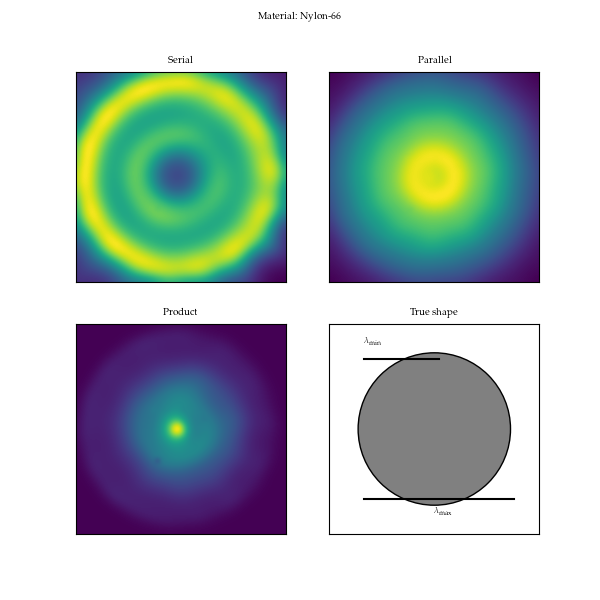 Material: Nylon-66
Serial
Parallel
Product
True shape
λmin
λmax